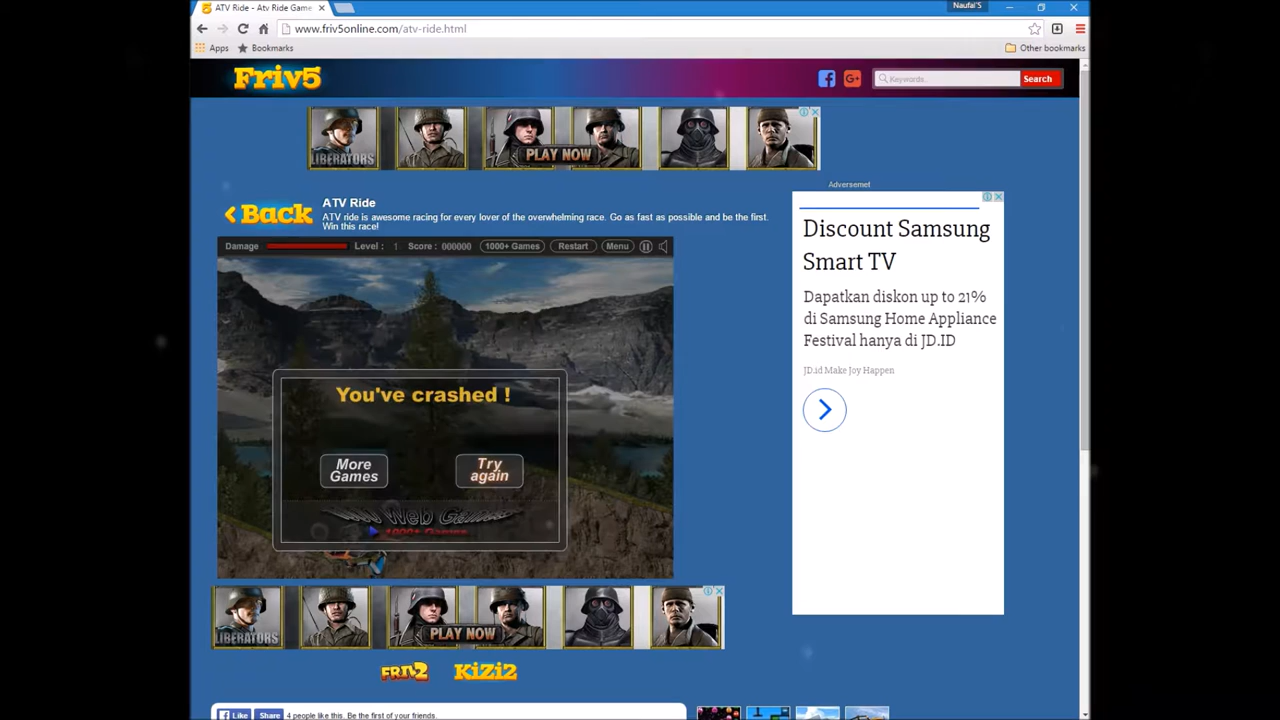 ATV Ride - Atv Ride Game
Naufal'S
www.friv5online.com/atv-ride.html
Apps
Bookmarks
Other bookmarks
Friv5
Keywords..
Search
LIBERATORS
PLAY NOW
Back
ATV Ride
ATV ride is awesome racing for every lover of the overwhelming race. Go as fast as possible and be the first.
Win this race!
Adversemet
Discount Samsung
Smart TV
Dapatkan diskon up to 21%
di Samsung Home Appliance
Festival hanya di JD.ID
JD.id Make Joy Happen
Damage
Level : 1
Score : 000000
1000+ Games
Restart
Menu
You've crashed !
More
Games
Try
again
Web Games
1000+ Games
LIBERATORS
PLAY NOW
FRIV2
KiZi2
Like
Share
4 people like this. Be the first of your friends.